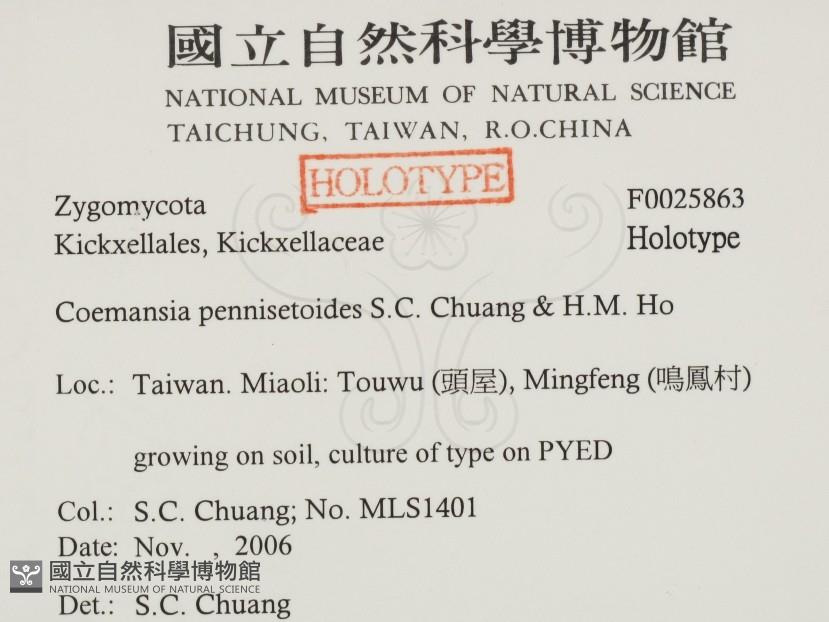 國立自然科學博物館
NATIONAL MUSEUM OF NATURAL SCIENCE
TAICHUNG, TAIWAN, R.O.CHINA
HOLOTYPE
Zygomycota F0025863
Kickxellales, Kickxellaceae Holotype
Coemansia pennisetoides S.C. Chuang & H.M. Ho
Loc.: Taiwan. Miaoli: Touwu (頭屋), Mingfeng (鳴鳳村)
growing on soil, culture of type on PYED
Col.: S.C. Chuang; No. MLS1401
Date: Nov. , 2006
國立自然科學博物館
NATIONAL MUSEUM OF NATURAL SCIENCE
Det.: S.C. Chuang